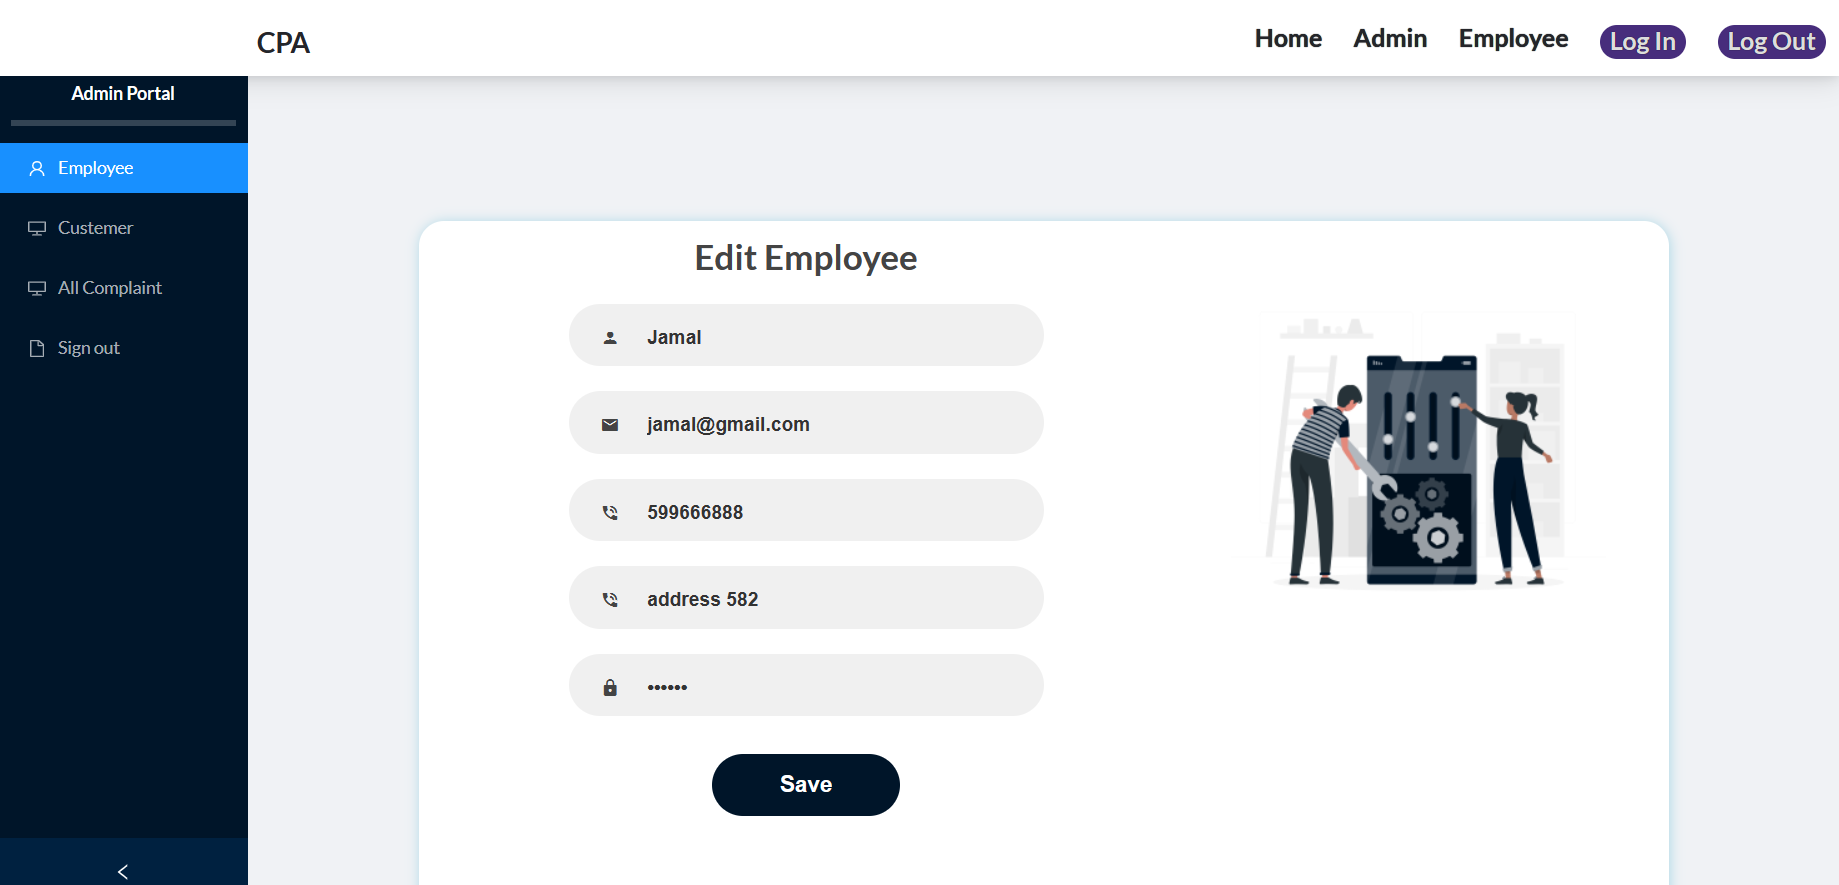 CPA
Home Admin Employee Log In Log Out
Admin Portal
Employee
Custemer
All Complaint
Sign out
Edit Employee
Jamal
jamal@gmail.com
599666888
address 582
••••••
Save